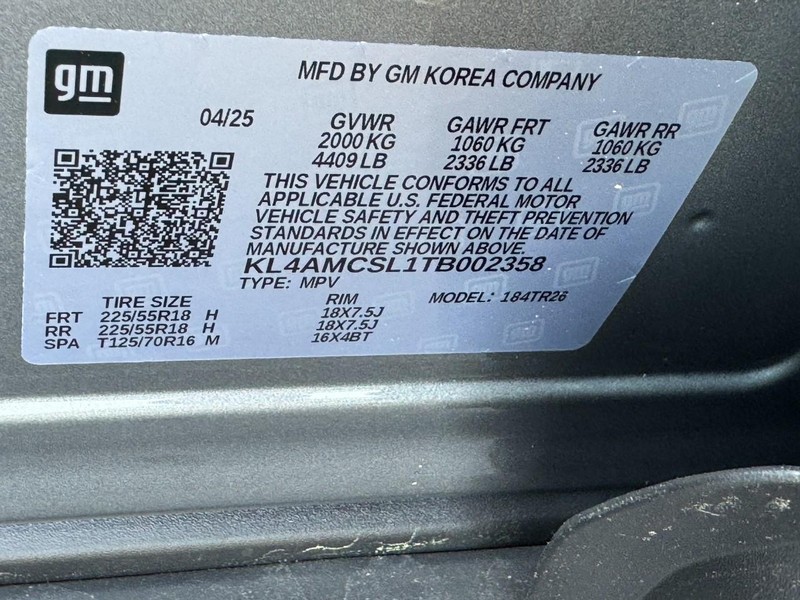 gm
MFD BY GM KOREA COMPANY
04/25 GVWR GAWR FRT GAWR RR
2000 KG 1060 KG 1060 KG
4409 LB 2336 LB 2336 LB
THIS VEHICLE CONFORMS TO ALL
APPLICABLE U.S. FEDERAL MOTOR
VEHICLE SAFETY AND THEFT PREVENTION
STANDARDS IN EFFECT ON THE DATE OF
MANUFACTURE SHOWN ABOVE.
KL4AMCSL1TB002358
TYPE: MPV
TIRE SIZE RIM MODEL: 184TR26
FRT 225/55R18 H 18X7.5J
RR 225/55R18 H 18X7.5J
SPA T125/70R16 M 16X4BT